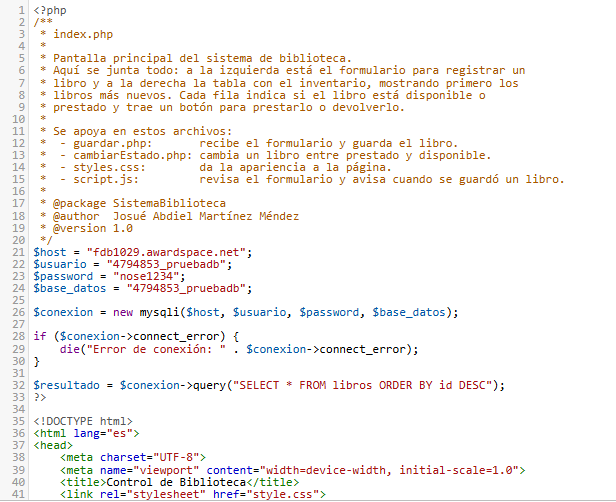 1 <?php
2 /**
3  * index.php
4  *
5  * Pantalla principal del sistema de biblioteca.
6  * Aquí se junta todo: a la izquierda está el formulario para registrar un
7  * libro y a la derecha la tabla con el inventario, mostrando primero los
8  * libros más nuevos. Cada fila indica si el libro está disponible o
9  * prestado y trae un botón para prestarlo o devolverlo.
10  *
11  * Se apoya en estos archivos:
12  *  - guardar.php:       recibe el formulario y guarda el libro.
13  *  - cambiarEstado.php: cambia un libro entre prestado y disponible.
14  *  - styles.css:        da la apariencia a la página.
15  *  - script.js:         revisa el formulario y avisa cuando se guardó un libro.
16  *
17  * @package SistemaBiblioteca
18  * @author  Josué Abdiel Martínez Méndez
19  * @version 1.0
20  */
21 $host = "fdb1029.awardspace.net";
22 $usuario = "4794853_pruebadb";
23 $password = "nose1234";
24 $base_datos = "4794853_pruebadb";
25
26 $conexion = new mysqli($host, $usuario, $password, $base_datos);
27
28 if ($conexion->connect_error) {
29     die("Error de conexión: " . $conexion->connect_error);
30 }
31
32 $resultado = $conexion->query("SELECT * FROM libros ORDER BY id DESC");
33 ?>
34
35 <!DOCTYPE html>
36 <html lang="es">
37 <head>
38     <meta charset="UTF-8">
39     <meta name="viewport" content="width=device-width, initial-scale=1.0">
40     <title>Control de Biblioteca</title>
41     <link rel="stylesheet" href="style.css">